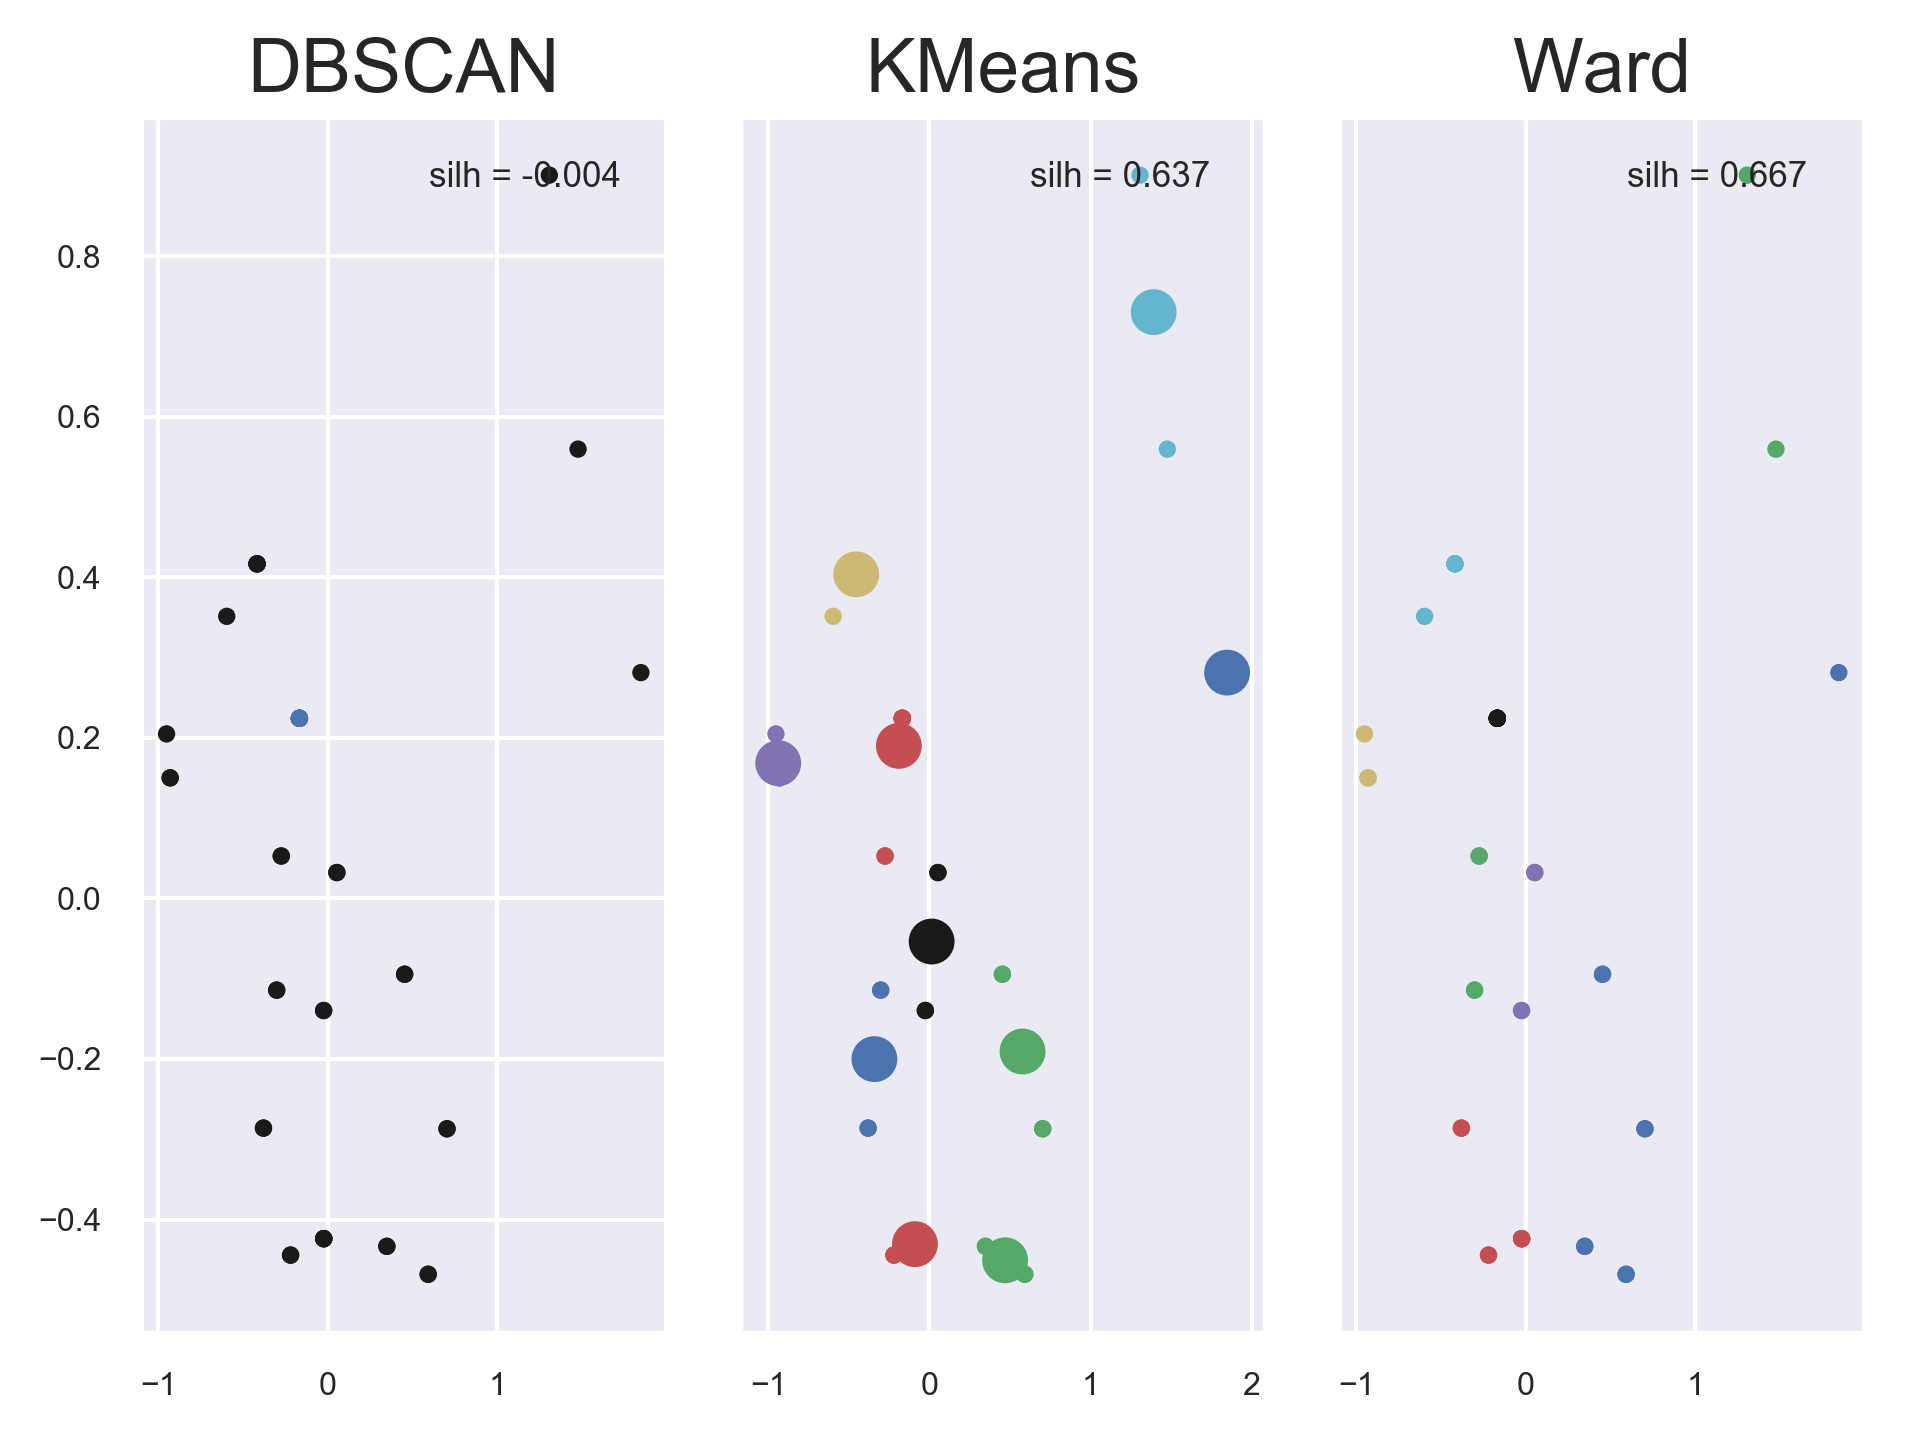 DBSCAN
KMeans
Ward
silh = -0.004
silh = 0.637
silh = 0.667
0.8
0.6
0.4
0.2
0.0
−0.2
−0.4
−1 0 1
−1 0 1 2
−1 0 1